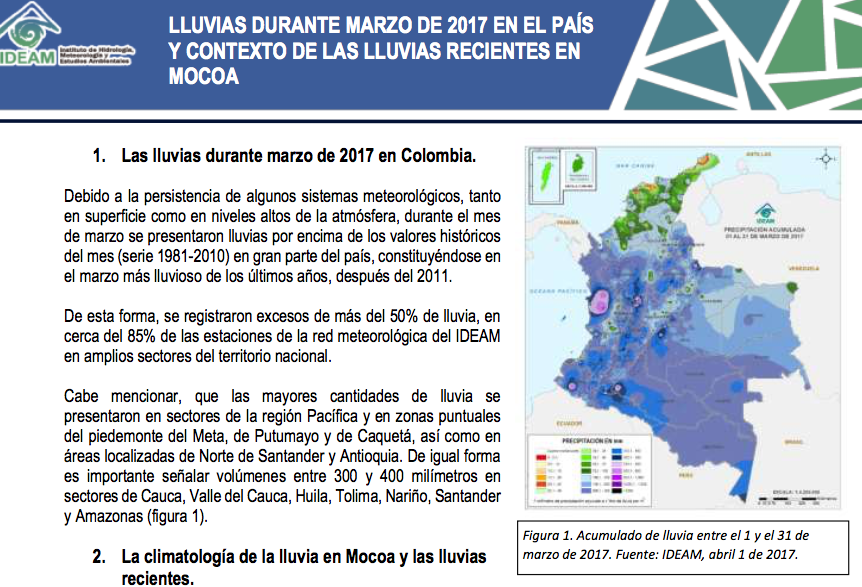 LLUVIAS DURANTE MARZO DE 2017 EN EL PAÍS
Y CONTEXTO DE LAS LLUVIAS RECIENTES EN
MOCOA
IDEAM
Instituto de Hidrología,
Meteorología y
Estudios Ambientales
1. Las lluvias durante marzo de 2017 en Colombia.
Debido a la persistencia de algunos sistemas meteorológicos, tanto
en superficie como en niveles altos de la atmósfera, durante el mes
de marzo se presentaron lluvias por encima de los valores históricos
del mes (serie 1981-2010) en gran parte del país, constituyéndose en
el marzo más lluvioso de los últimos años, después del 2011.
De esta forma, se registraron excesos de más del 50% de lluvia, en
cerca del 85% de las estaciones de la red meteorológica del IDEAM
en amplios sectores del territorio nacional.
Cabe mencionar, que las mayores cantidades de lluvia se
presentaron en sectores de la región Pacífica y en zonas puntuales
del piedemonte del Meta, de Putumayo y de Caquetá, así como en
áreas localizadas de Norte de Santander y Antioquia. De igual forma
es importante señalar volúmenes entre 300 y 400 milímetros en
sectores de Cauca, Valle del Cauca, Huila, Tolima, Nariño, Santander
y Amazonas (figura 1).
2. La climatología de la lluvia en Mocoa y las lluvias
recientes.
MAR CARIBE
ANTILLAS
PANAMÁ
IDEAM
PRECIPITACIÓN ACUMULADA
01 AL 31 DE MARZO DE 2017
VENEZUELA
OCEANO PACÍFICO
ECUADOR
BRASIL
PERÚ
PRECIPITACIÓN EN mm
Figura 1. Acumulado de lluvia entre el 1 y el 31 de
marzo de 2017. Fuente: IDEAM, abril 1 de 2017.